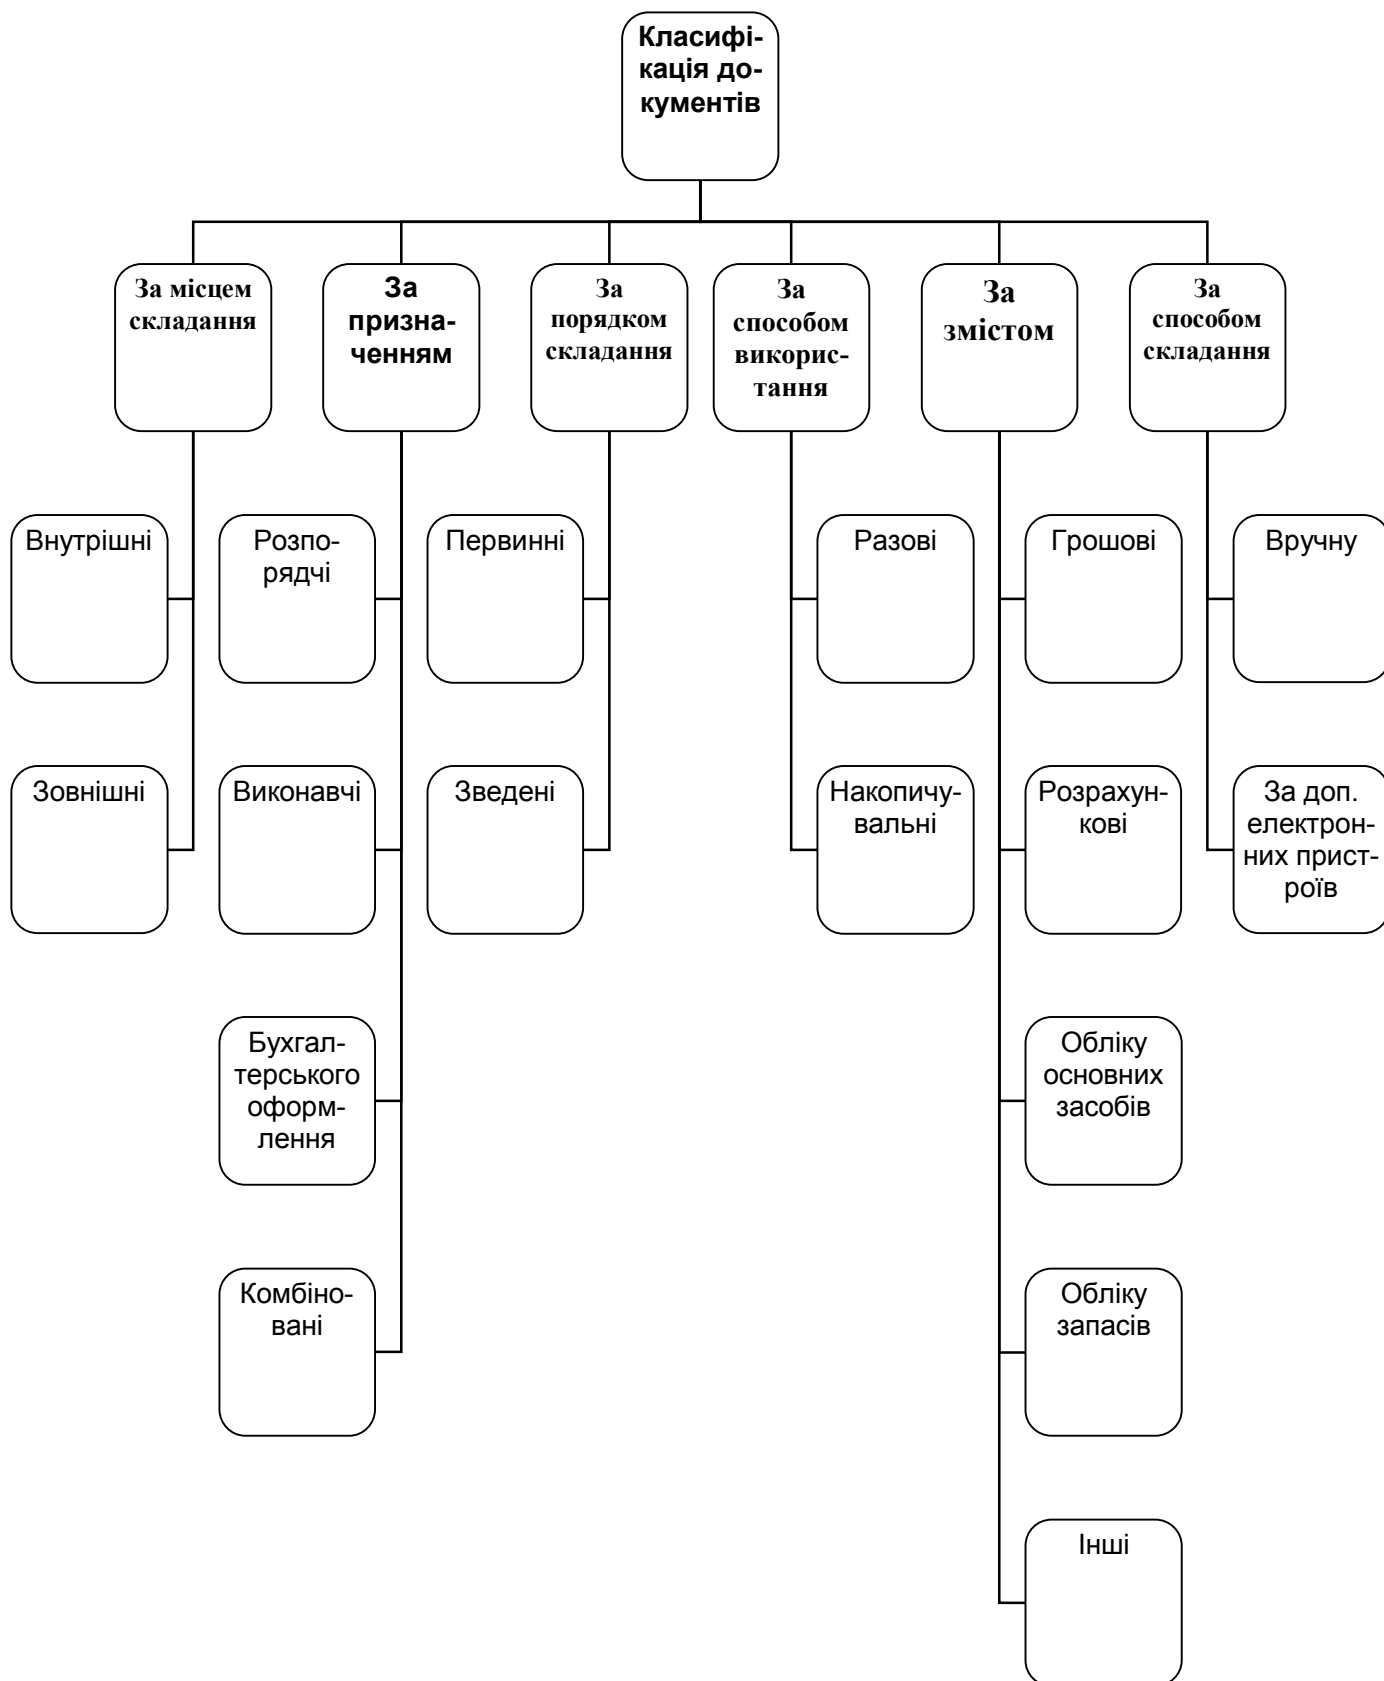 Класифі-
кація до-
кументів
За місцем
складання
За
призна-
ченням
За
порядком
складання
За
способом
викорис-
тання
За
змістом
За
способом
складання
Внутрішні
Розпо-
рядчі
Первинні
Разові
Грошові
Вручну
Зовнішні
Виконавчі
Зведені
Накопичу-
вальні
Розрахун-
кові
За доп.
електрон-
них прист-
роїв
Бухгал-
терського
оформ-
лення
Обліку
основних
засобів
Комбіно-
вані
Обліку
запасів
Інші